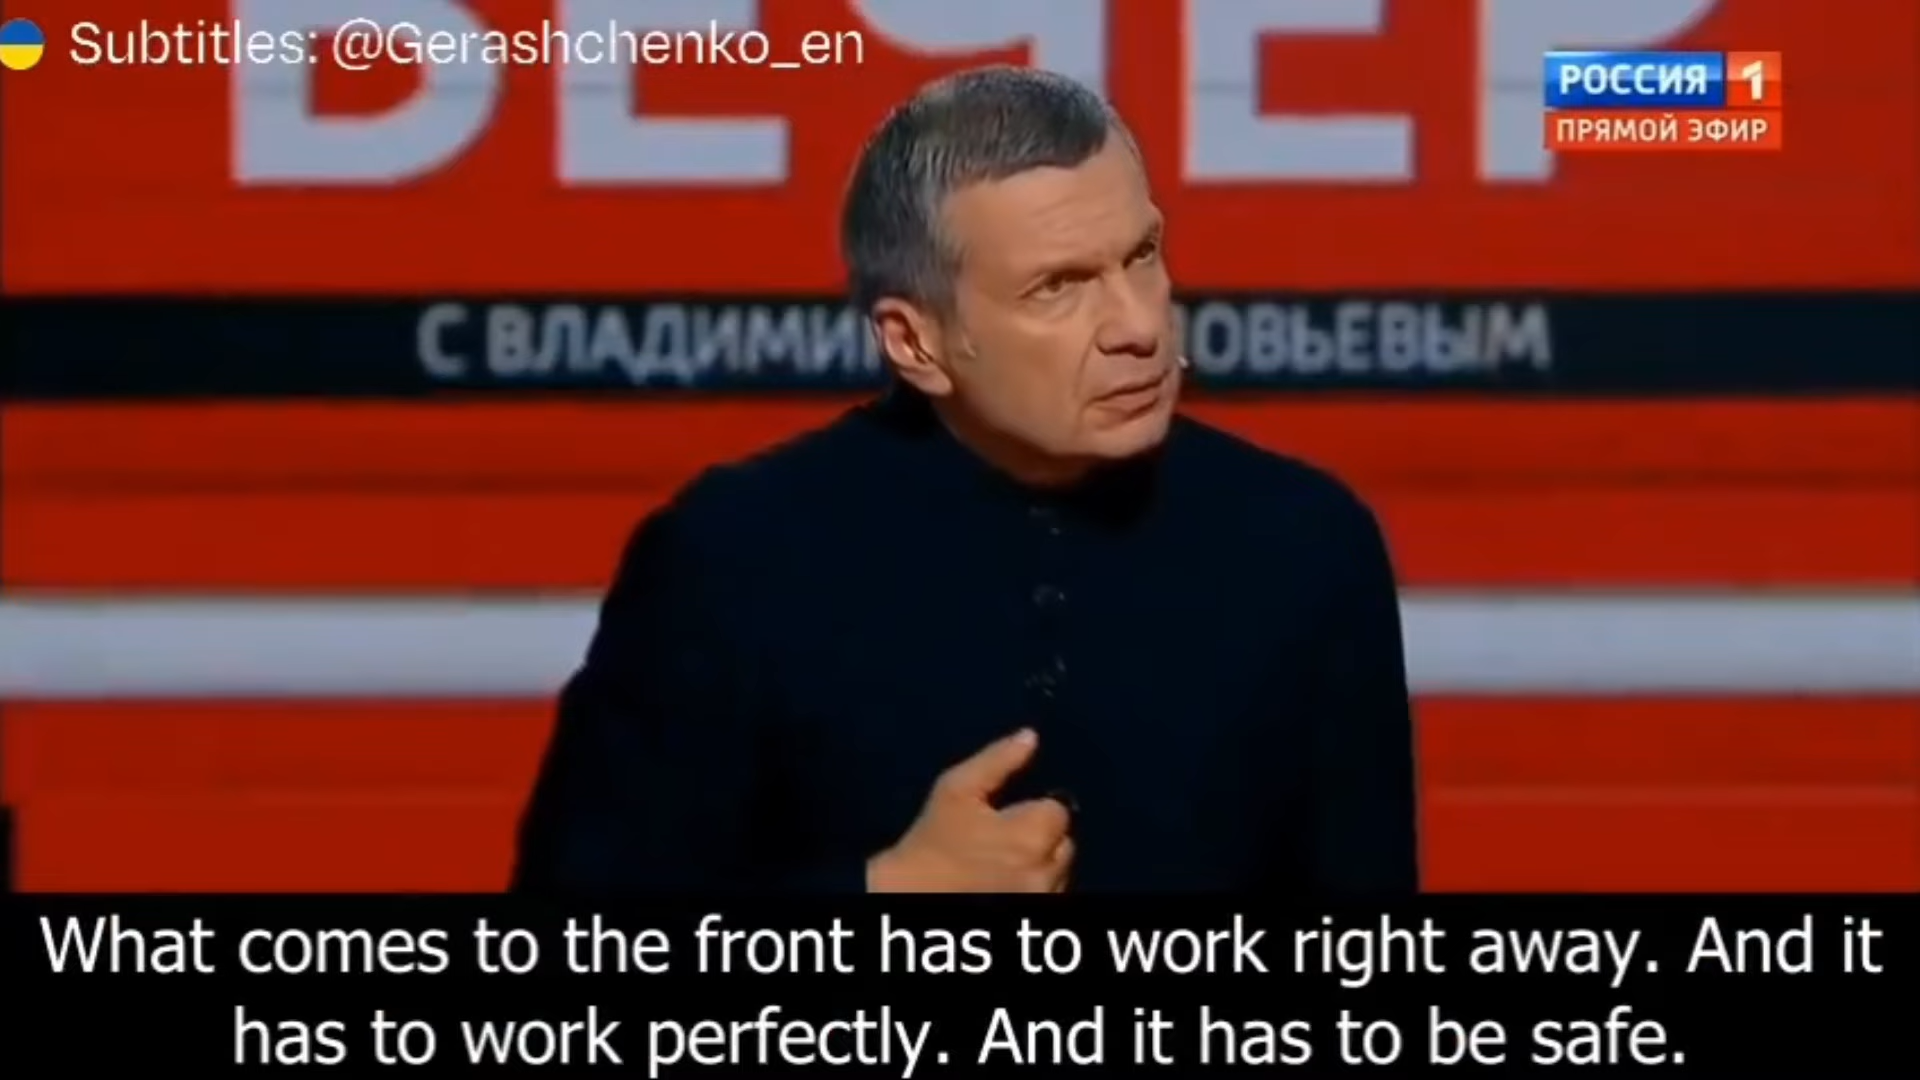 Subtitles: @Gerashchenko_en
ВЕЧЕР
РОССИЯ 1
ПРЯМОЙ ЭФИР
С ВЛАДИМИ ОВЬЕВЫМ
What comes to the front has to work right away. And it
has to work perfectly. And it has to be safe.